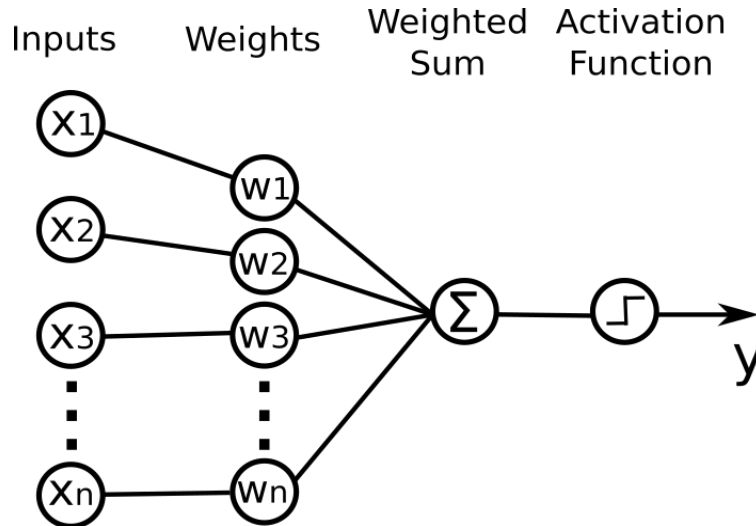 Inputs
Weights
Weighted
Sum
Activation
Function
x1
w1
x2
w2
x3
w3
Σ
y
xn
wn